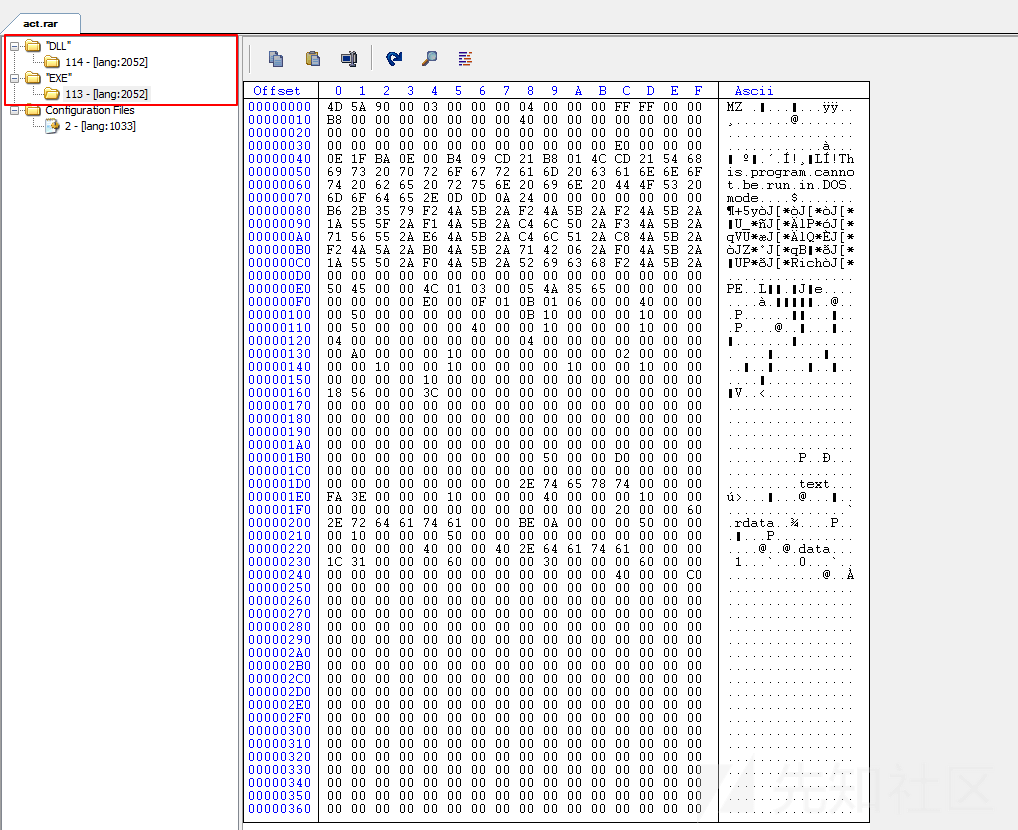 act.rar
"DLL"
114 - [lang:2052]
"EXE"
113 - [lang:2052]
Configuration Files
2 - [lang:1033]
Offset 0 1 2 3 4 5 6 7 8 9 A B C D E F Ascii
00000000 4D 5A 90 00 03 00 00 00 04 00 00 00 FF FF 00 00
00000010 B8 00 00 00 00 00 00 00 40 00 00 00 00 00 00 00
00000020 00 00 00 00 00 00 00 00 00 00 00 00 00 00 00 00
00000030 00 00 00 00 00 00 00 00 00 00 00 00 E0 00 00 00
00000040 0E 1F BA 0E 00 B4 09 CD 21 B8 01 4C CD 21 54 68
00000050 69 73 20 70 72 6F 67 72 61 6D 20 63 61 6E 6E 6F is.program.canno
00000060 74 20 62 65 20 72 75 6E 20 69 6E 20 44 4F 53 20 t.be.run.in.DOS.
00000070 6D 6F 64 65 2E 0D 0D 0A 24 00 00 00 00 00 00 00 mode....$.......
00000080 B6 2B 35 79 F2 4A 5B 2A F2 4A 5B 2A F2 4A 5B 2A ¶+5yòJ[*òJ[*òJ[*
00000090 1A 55 5F 2A F1 4A 5B 2A C4 6C 50 2A F3 4A 5B 2A
000000A0 71 56 55 2A E6 4A 5B 2A C4 6C 51 2A C8 4A 5B 2A qVU*æJ[*ÄlQ*ÈJ[*
000000B0 F2 4A 5A 2A B0 4A 5B 2A 71 42 06 2A F0 4A 5B 2A
000000C0 1A 55 50 2A F0 4A 5B 2A 52 69 63 68 F2 4A 5B 2A
000000D0 00 00 00 00 00 00 00 00 00 00 00 00 00 00 00 00
000000E0 50 45 00 00 4C 01 03 00 05 4A 85 65 00 00 00 00
000000F0 00 00 00 00 E0 00 0F 01 0B 01 06 00 00 40 00 00
00000100 00 50 00 00 00 00 00 00 0B 10 00 00 00 10 00 00
00000110 00 50 00 00 00 00 40 00 00 10 00 00 00 10 00 00
00000120 04 00 00 00 00 00 00 00 04 00 00 00 00 00 00 00
00000130 00 A0 00 00 00 10 00 00 00 00 00 00 02 00 00 00
00000140 00 00 10 00 00 10 00 00 00 00 10 00 00 10 00 00
00000150 00 00 00 00 10 00 00 00 00 00 00 00 00 00 00 00
00000160 18 56 00 00 3C 00 00 00 00 00 00 00 00 00 00 00
00000170 00 00 00 00 00 00 00 00 00 00 00 00 00 00 00 00
00000180 00 00 00 00 00 00 00 00 00 00 00 00 00 00 00 00
00000190 00 00 00 00 00 00 00 00 00 00 00 00 00 00 00 00
000001A0 00 00 00 00 00 00 00 00 00 00 00 00 00 00 00 00
000001B0 00 00 00 00 00 00 00 00 00 50 00 00 D0 00 00 00
000001C0 00 00 00 00 00 00 00 00 00 00 00 00 00 00 00 00
000001D0 00 00 00 00 00 00 00 00 2E 74 65 78 74 00 00 00 .........text...
000001E0 FA 3E 00 00 00 10 00 00 00 40 00 00 00 10 00 00
000001F0 00 00 00 00 00 00 00 00 00 00 00 00 20 00 00 60
00000200 2E 72 64 61 74 61 00 00 BE 0A 00 00 00 50 00 00 .rdata..¾....P..
00000210 00 10 00 00 00 50 00 00 00 00 00 00 00 00 00 00
00000220 00 00 00 00 40 00 00 40 2E 64 61 74 61 00 00 00 ....@..@.data...
00000230 1C 31 00 00 00 60 00 00 00 30 00 00 00 60 00 00
00000240 00 00 00 00 00 00 00 00 00 00 00 00 40 00 00 C0 ............@..À
00000250 00 00 00 00 00 00 00 00 00 00 00 00 00 00 00 00
00000260 00 00 00 00 00 00 00 00 00 00 00 00 00 00 00 00
00000270 00 00 00 00 00 00 00 00 00 00 00 00 00 00 00 00
00000280 00 00 00 00 00 00 00 00 00 00 00 00 00 00 00 00
00000290 00 00 00 00 00 00 00 00 00 00 00 00 00 00 00 00
000002A0 00 00 00 00 00 00 00 00 00 00 00 00 00 00 00 00
000002B0 00 00 00 00 00 00 00 00 00 00 00 00 00 00 00 00
000002C0 00 00 00 00 00 00 00 00 00 00 00 00 00 00 00 00
000002D0 00 00 00 00 00 00 00 00 00 00 00 00 00 00 00 00
000002E0 00 00 00 00 00 00 00 00 00 00 00 00 00 00 00 00
000002F0 00 00 00 00 00 00 00 00 00 00 00 00 00 00 00 00
00000300 00 00 00 00 00 00 00 00 00 00 00 00 00 00 00 00
00000310 00 00 00 00 00 00 00 00 00 00 00 00 00 00 00 00
00000320 00 00 00 00 00 00 00 00 00 00 00 00 00 00 00 00
00000330 00 00 00 00 00 00 00 00 00 00 00 00 00 00 00 00
00000340 00 00 00 00 00 00 00 00 00 00 00 00 00 00 00 00
00000350 00 00 00 00 00 00 00 00 00 00 00 00 00 00 00 00
00000360 00 00 00 00 00 00 00 00 00 00 00 00 00 00 00 00
先知社区